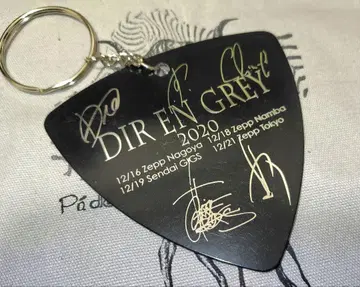 DIR EN GREY
2020
12/16 Zepp Nagoya 12/18 Zepp Namba
12/19 Sendai GIGS 12/21 Zepp Tokyo